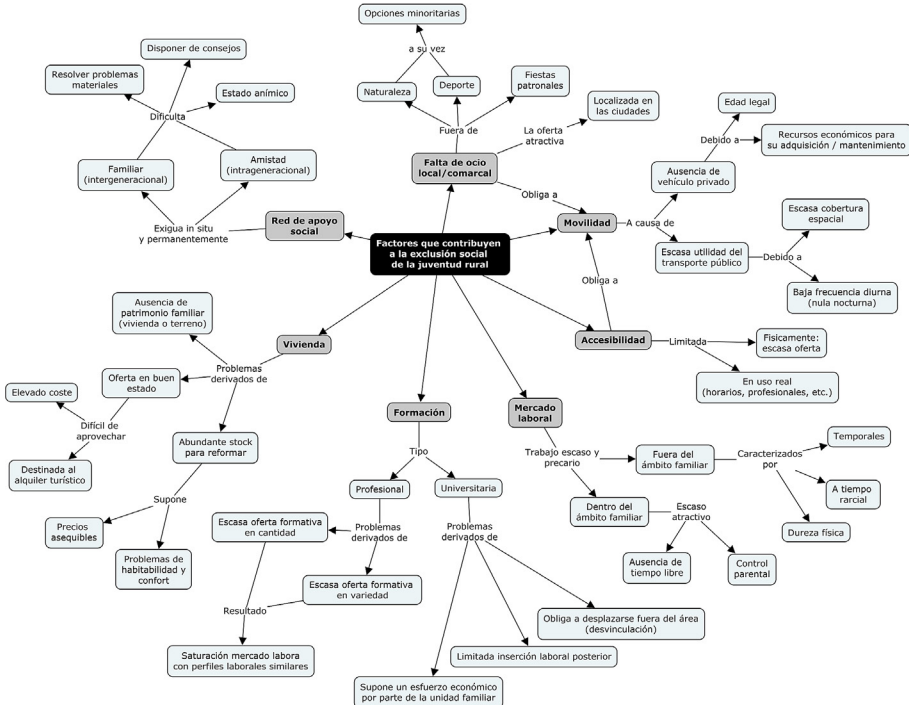 Opciones minoritarias
a su vez
Naturaleza
Deporte
Fiestas
patronales
Fuera de
Falta de ocio
local/comarcal
La oferta
atractiva
Localizada en
las ciudades
Obliga a
Disponer de consejos
Resolver problemas
materiales
Estado anímico
Dificulta
Familiar
(intergeneracional)
Amistad
(intrageneracional)
Exigua in situ
y permanentemente
Red de apoyo
social
Factores que contribuyen
a la exclusión social
de la juventud rural
Movilidad
A causa de
Edad legal
Debido a
Recursos económicos para
su adquisición / mantenimiento
Ausencia de
vehículo privado
Escasa utilidad del
transporte público
Debido a
Escasa cobertura
espacial
Baja frecuencia diurna
(nula nocturna)
Obliga a
Accesibilidad
Limitada
Fisicamente:
escasa oferta
En uso real
(horarios, profesionales, etc.)
Ausencia de
patrimonio familiar
(vivienda o terreno)
Vivienda
Problemas
derivados de
Oferta en buen
estado
Elevado coste
Difícil de
aprovechar
Destinada al
alquiler turístico
Abundante stock
para reformar
Supone
Precios
asequibles
Problemas de
habitabilidad y
confort
Formación
Tipo
Profesional
Universitaria
Problemas
derivados de
Escasa oferta formativa
en cantidad
Escasa oferta formativa
en variedad
Resultado
Saturación mercado labora
con perfiles laborales similares
Problemas
derivados de
Obliga a desplazarse fuera del área
(desvinculación)
Limitada inserción laboral posterior
Supone un esfuerzo económico
por parte de la unidad familiar
Mercado
laboral
Trabajo escaso y
precario
Fuera del
ámbito familiar
Caracterizados
por
Temporales
A tiempo
rarcial
Dureza física
Dentro del
ámbito familiar
Escaso
atractivo
Ausencia de
tiempo libre
Control
parental